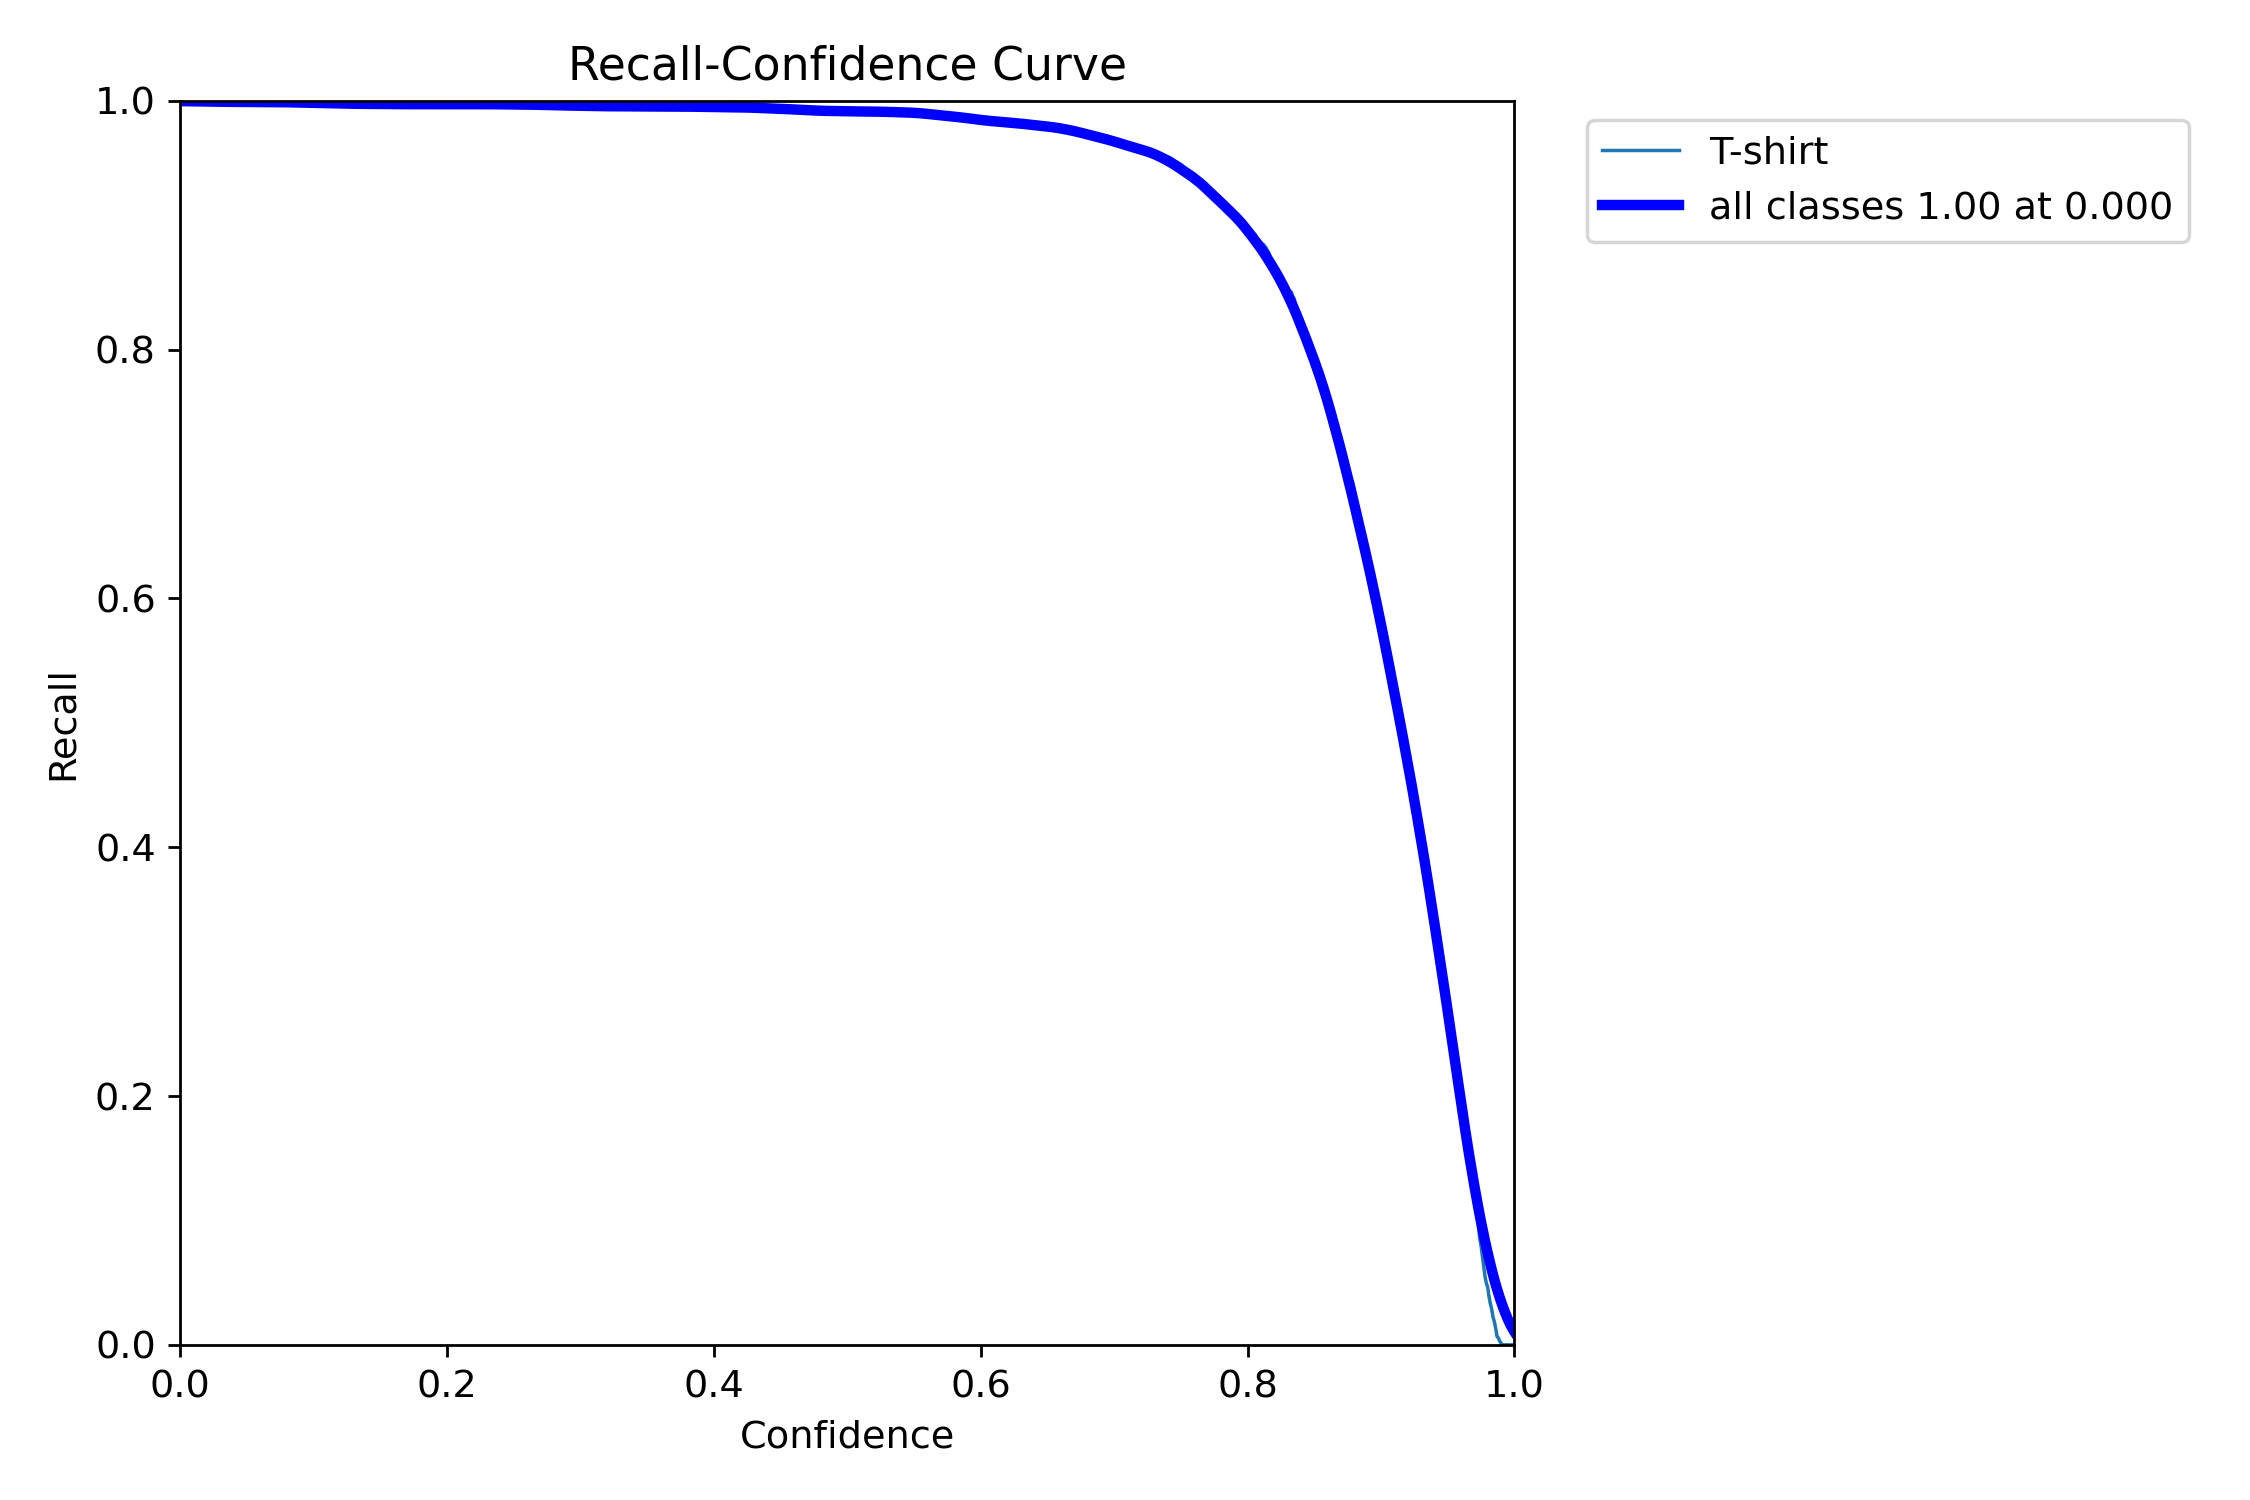 Recall-Confidence Curve
1.0
0.8
0.6
0.4
0.2
0.0
Recall
0.0 0.2 0.4 0.6 0.8 1.0
Confidence
T-shirt
all classes 1.00 at 0.000